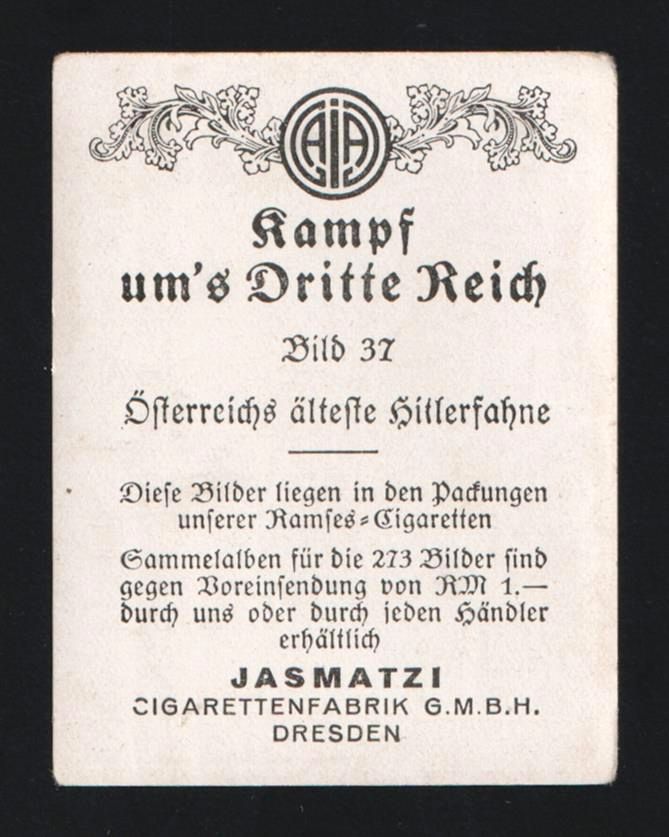 Kampf
um's Dritte Reich
Bild 37
Österreichs älteste Hitlerfahne
Diese Bilder liegen in den Packungen
unserer Ramses-Cigaretten
Sammelalben für die 273 Bilder sind
gegen Voreinsendung von RM 1.—
durch uns oder durch jeden Händler
erhältlich
JASMATZI
CIGARETTENFABRIK G.M.B.H.
DRESDEN